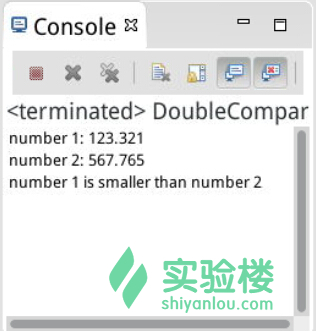 Console
<terminated> DoubleCompar
number 1: 123.321
number 2: 567.765
number 1 is smaller than number 2
实验楼
shiyanlou.com